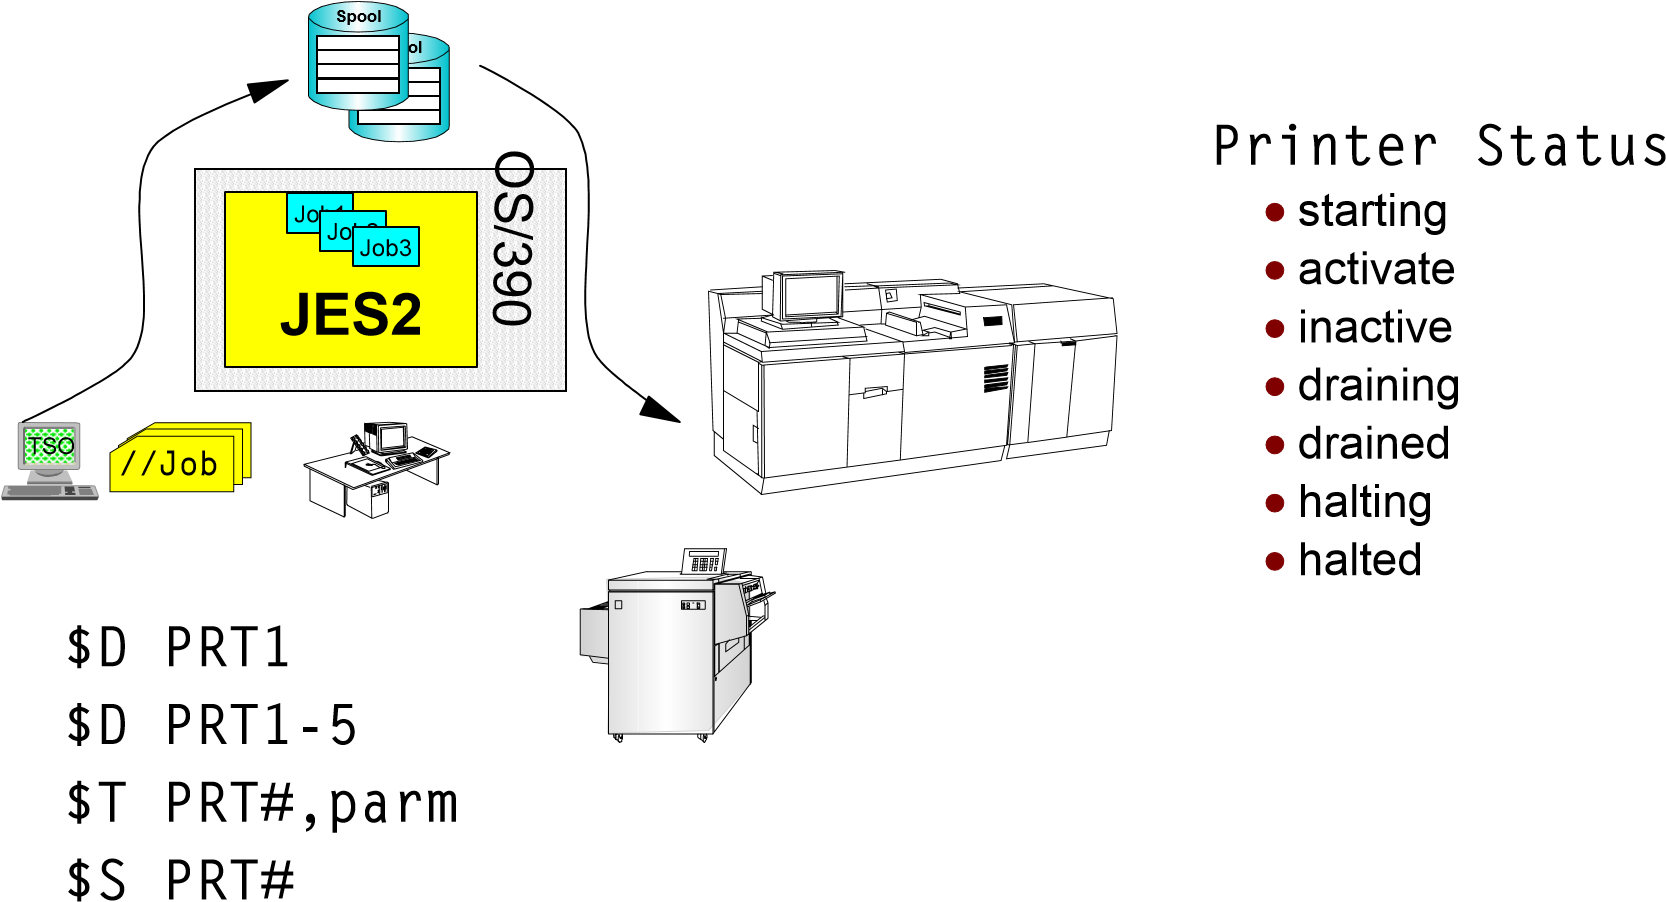 Spool
OS/390
Job3
JES2
TSO
//Job
Printer Status
starting
activate
inactive
draining
drained
halting
halted
$D PRT1
$D PRT1-5
$T PRT#,parm
$S PRT#